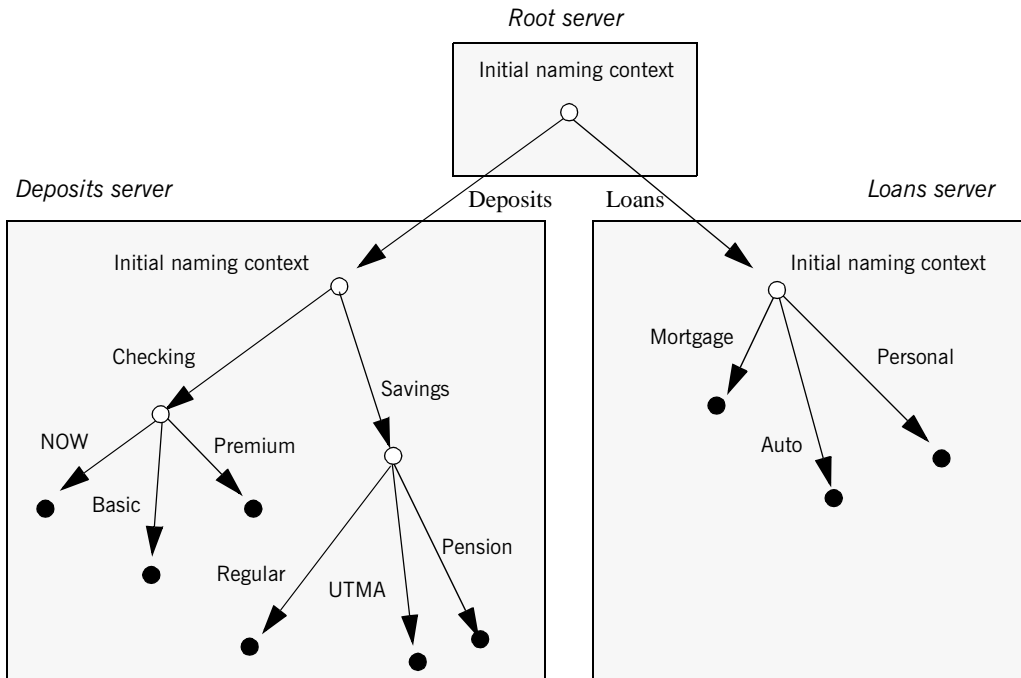 Root server
Initial naming context
Deposits server
Deposits
Loans
Loans server
Initial naming context
Checking
Savings
NOW
Basic
Premium
Regular
UTMA
Pension
Initial naming context
Mortgage
Auto
Personal